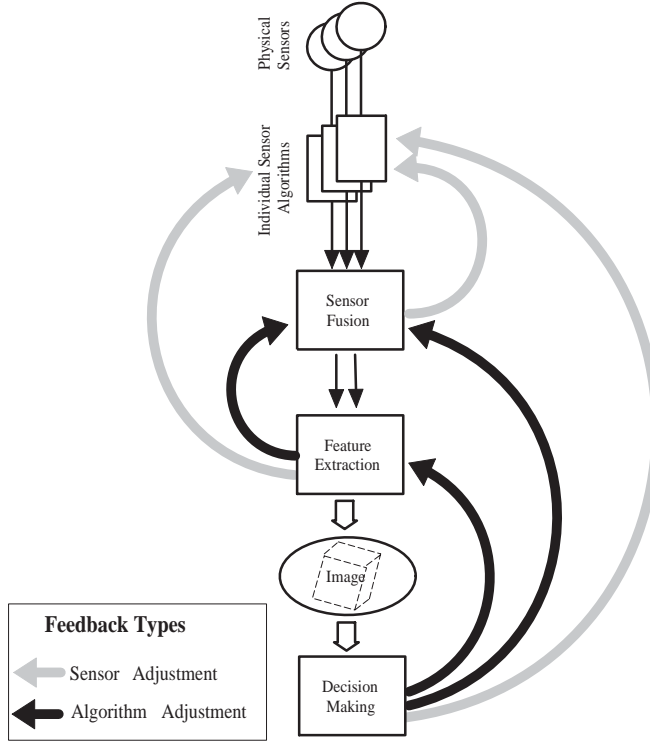 Physical
Sensors
Individual Sensor
Algorithms
Sensor
Fusion
Feature
Extraction
Image
Decision
Making
Feedback Types
Sensor Adjustment
Algorithm Adjustment